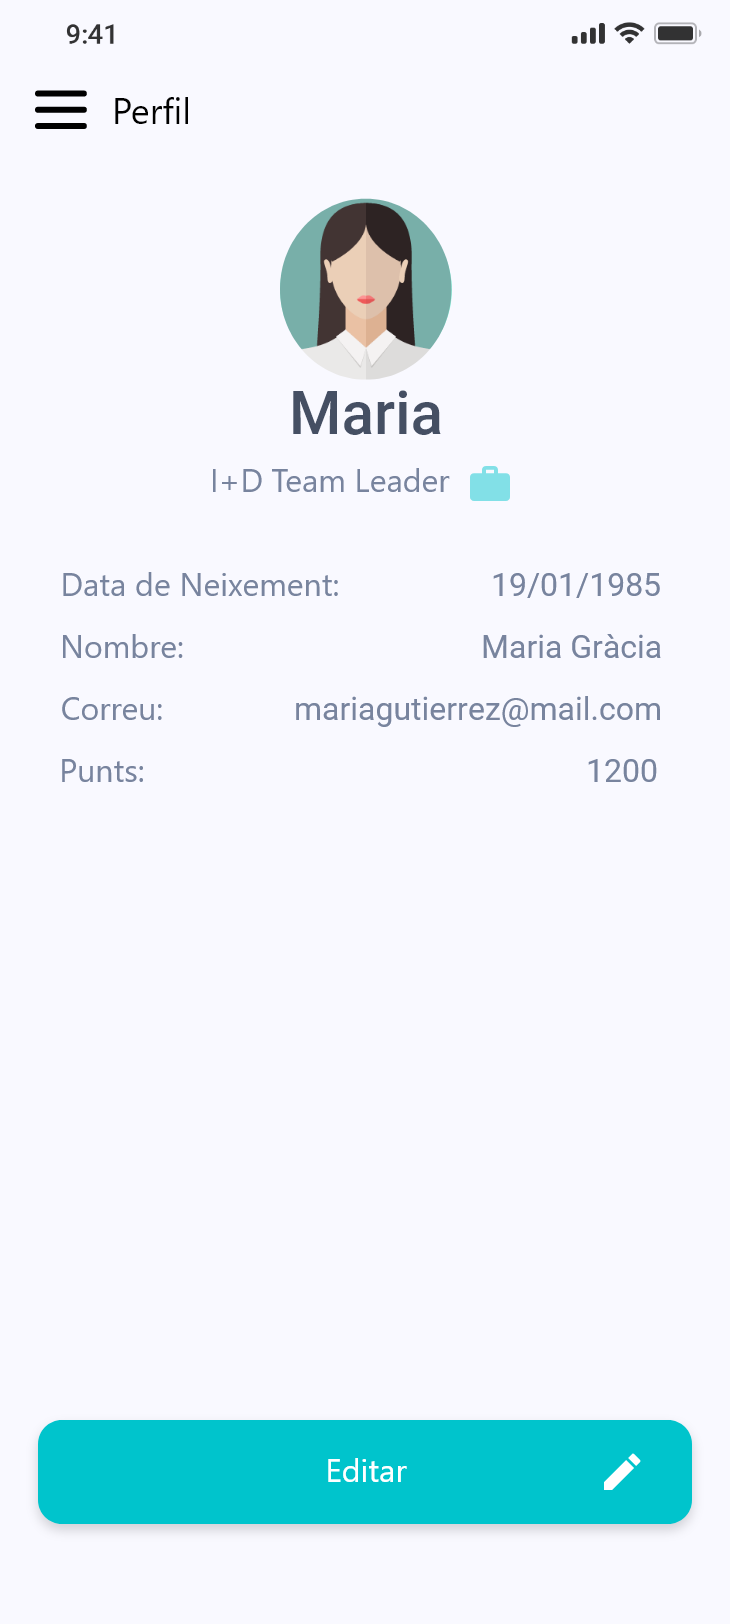 9:41
Perfil
Maria
I+D Team Leader
Data de Neixement: 19/01/1985
Nombre: Maria Gràcia
Correu: mariagutierrez@mail.com
Punts: 1200
Editar